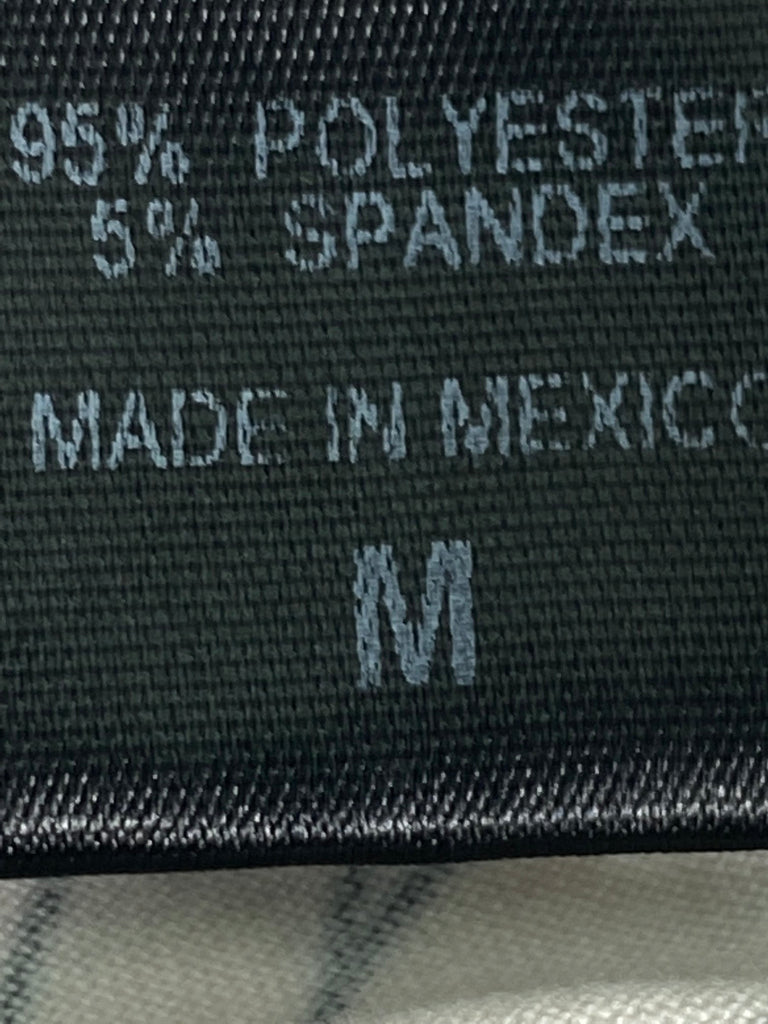 95% POLYESTER
5% SPANDEX
MADE IN MEXICO
M